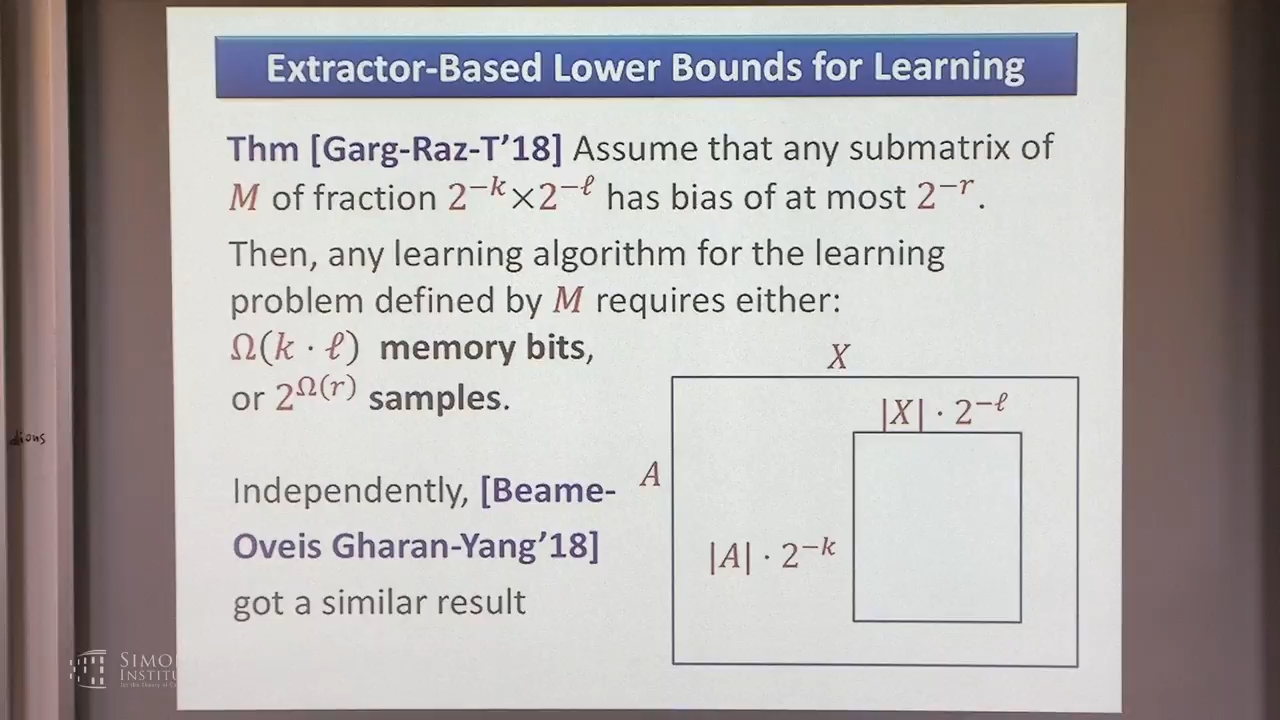 Extractor-Based Lower Bounds for Learning
Thm [Garg-Raz-T'18] Assume that any submatrix of
M of fraction 2^{-k}×2^{-ℓ} has bias of at most 2^{-r}.
Then, any learning algorithm for the learning
problem defined by M requires either:
Ω(k · ℓ) memory bits,
or 2^{Ω(r)} samples.
X
|X| · 2^{-ℓ}
A
|A| · 2^{-k}
Independently, [Beame-
Oveis Gharan-Yang'18]
got a similar result
dious